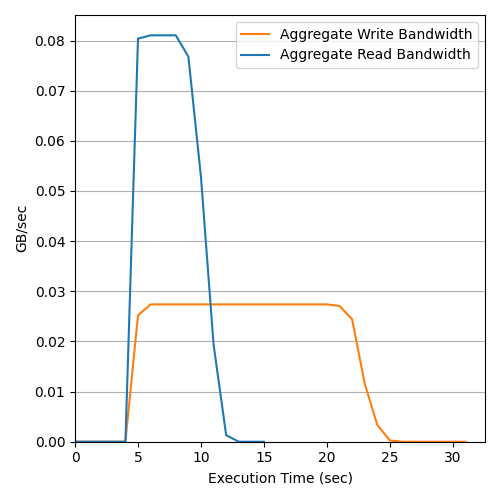 Aggregate Write Bandwidth
Aggregate Read Bandwidth
0.08
0.07
0.06
0.05
0.04
0.03
0.02
0.01
0.00
GB/sec
0 5 10 15 20 25 30
Execution Time (sec)